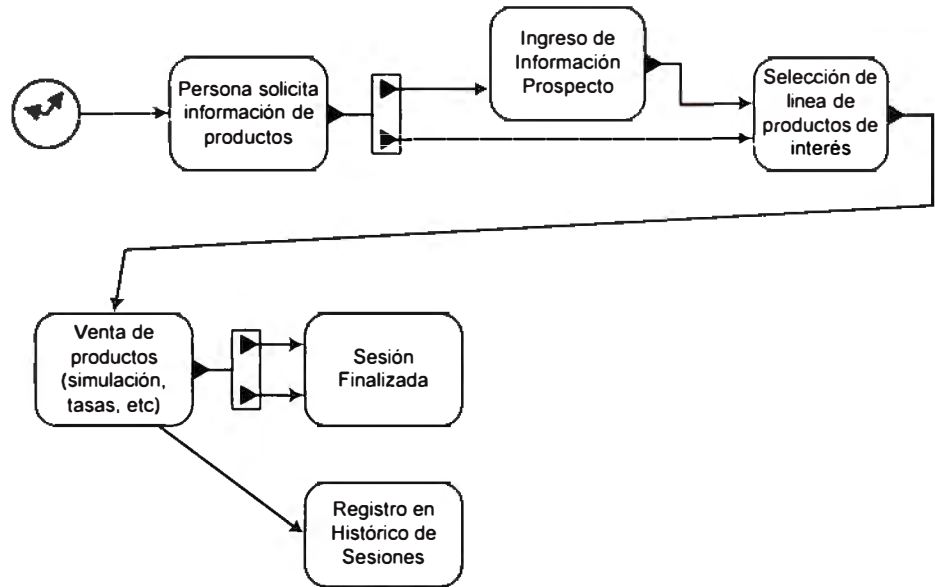 Persona solicita
información de
productos
Ingreso de
Información
Prospecto
Selección de
linea de
productos de
interés
Venta de
productos
(simulación,
tasas, etc)
Sesión
Finalizada
Registro en
Histórico de
Sesiones